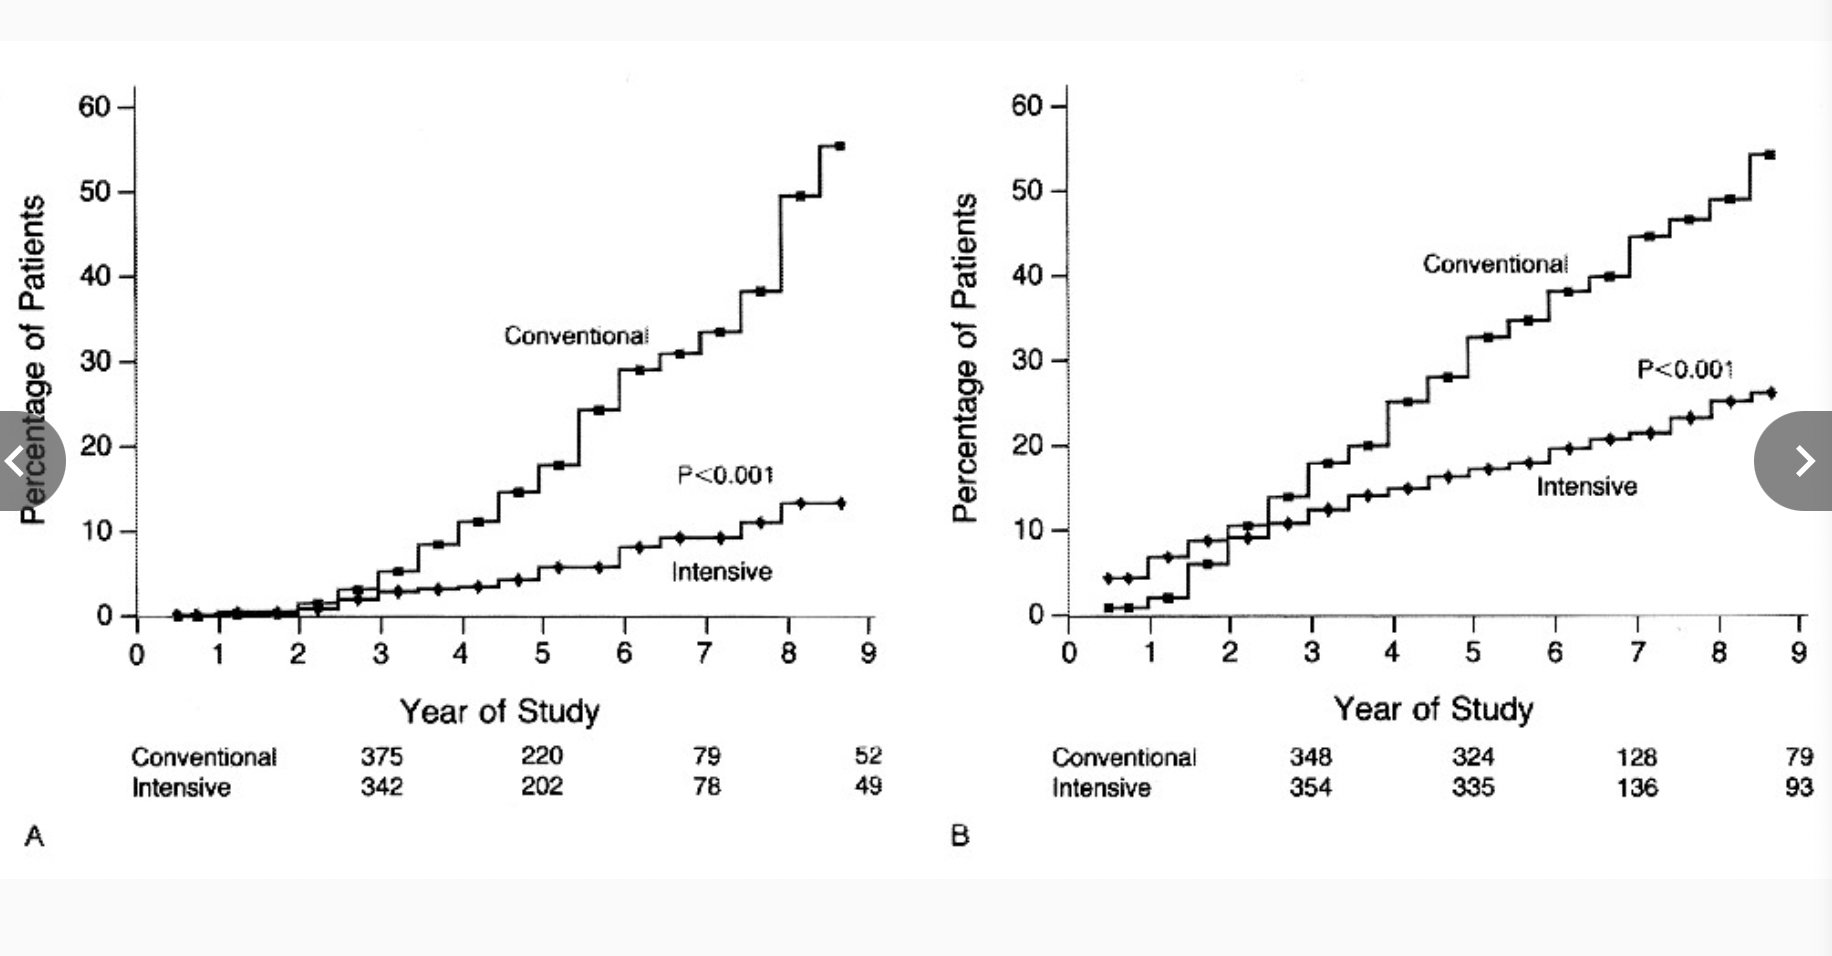 Percentage of Patients
60
50
40
30
20
10
0
Conventional
P<0.001
Intensive
0 1 2 3 4 5 6 7 8 9
Year of Study
Conventional 375 220 79 52
Intensive 342 202 78 49
A
Percentage of Patients
60
50
40
30
20
10
0
Conventional
P<0.001
Intensive
0 1 2 3 4 5 6 7 8 9
Year of Study
Conventional 348 324 128 79
Intensive 354 335 136 93
B